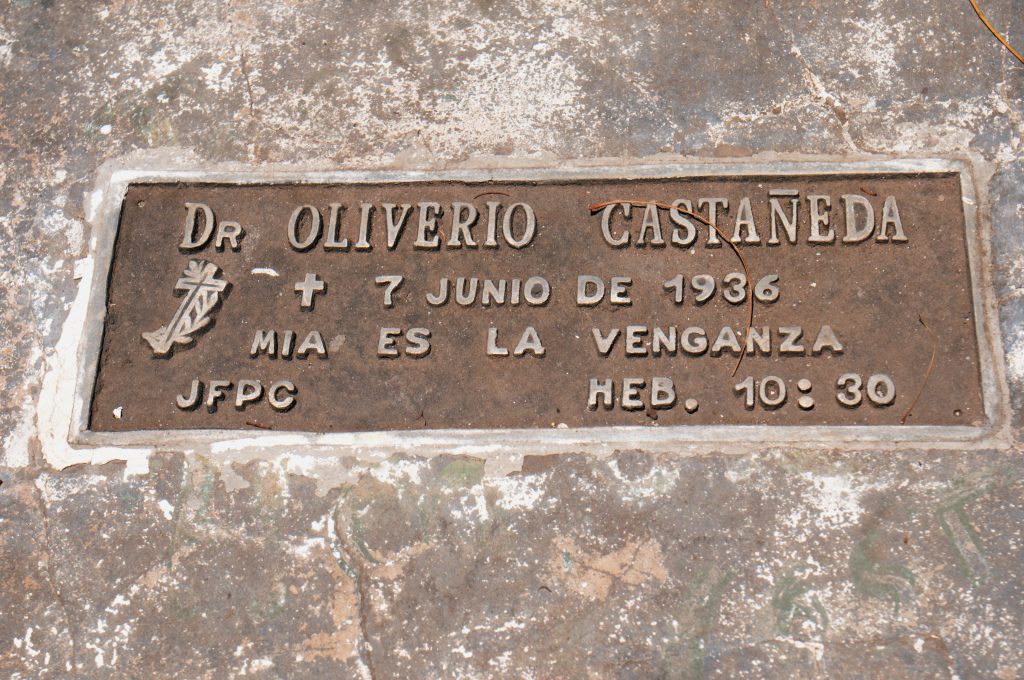 DR OLIVERIO CASTAÑEDA
✝ 7 JUNIO DE 1936
MIA ES LA VENGANZA
JFPC HEB. 10:30